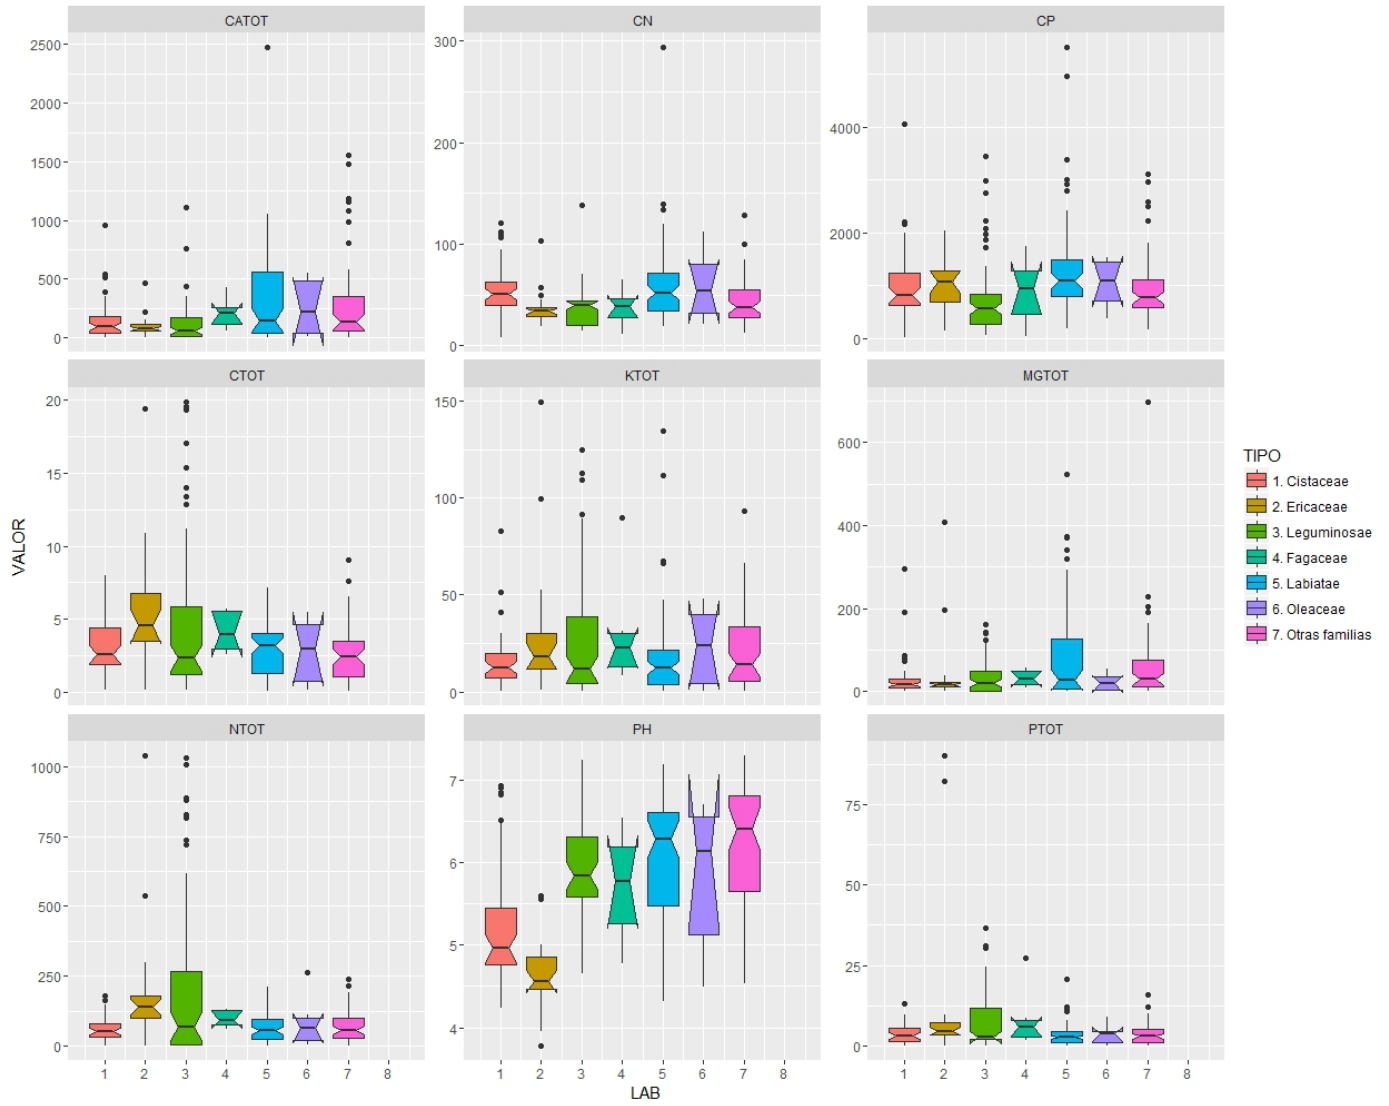 CATOT CN CP
2500
2000
1500
1000
500
0
300
200
100
0
4000
2000
0
CTOT KTOT MGTOT
20
15
10
5
0
150
100
50
0
600
400
200
0
NTOT PH PTOT
1000
750
500
250
0
7
6
5
4
75
50
25
0
1 2 3 4 5 6 7 8
1 2 3 4 5 6 7 8
1 2 3 4 5 6 7 8
VALOR
LAB
TIPO
1. Cistaceae
2. Ericaceae
3. Leguminosae
4. Fagaceae
5. Labiatae
6. Oleaceae
7. Otras familias